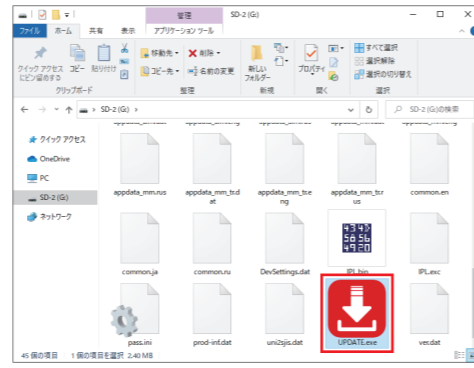 管理
SD-2 (G:)
ファイル
ホーム
共有
表示
アプリケーション ツール
クイック アクセス
にピン留めする
コピー
貼り付け
移動先
削除
コピー先
名前の変更
新しい
フォルダー
プロパティ
すべて選択
選択解除
選択の切り替え
クリップボード
整理
新規
開く
選択
SD-2 (G:)
SD-2 (G:)の検索
クイック アクセス
OneDrive
PC
SD-2 (G:)
ネットワーク
appdata_mm.rus
appdata_mm_tr.d
at
appdata_mm_tr.e
ng
appdata_mm_tr.r
us
common.en
common.ja
common.ru
DevSettings.dat
IPL.bin
IPL.exc
pass.ini
prod-inf.dat
uni2sjis.dat
UPDATE.exe
ver.dat
45 個の項目
1 個の項目を選択 2.40 MB